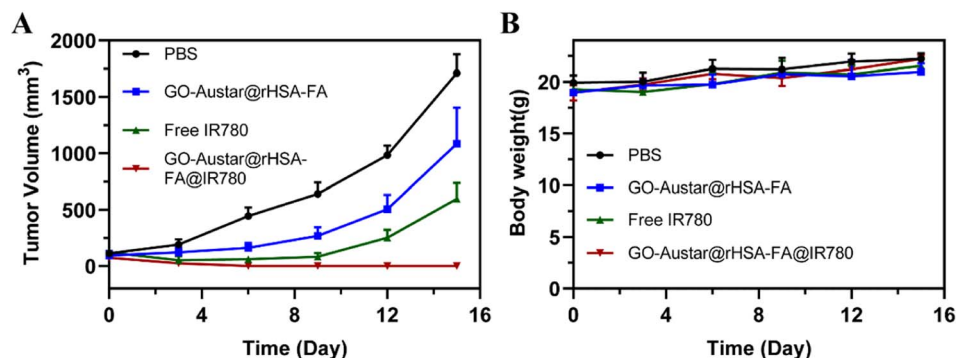 A
Tumor Volume (mm³)
2000
1500
1000
500
0
PBS
GO-Austar@rHSA-FA
Free IR780
GO-Austar@rHSA-
FA@IR780
0 4 8 12 16
Time (Day)
B
Body weight(g)
20
15
10
5
0
PBS
GO-Austar@rHSA-FA
Free IR780
GO-Austar@rHSA-FA@IR780
0 4 8 12 16
Time (Day)